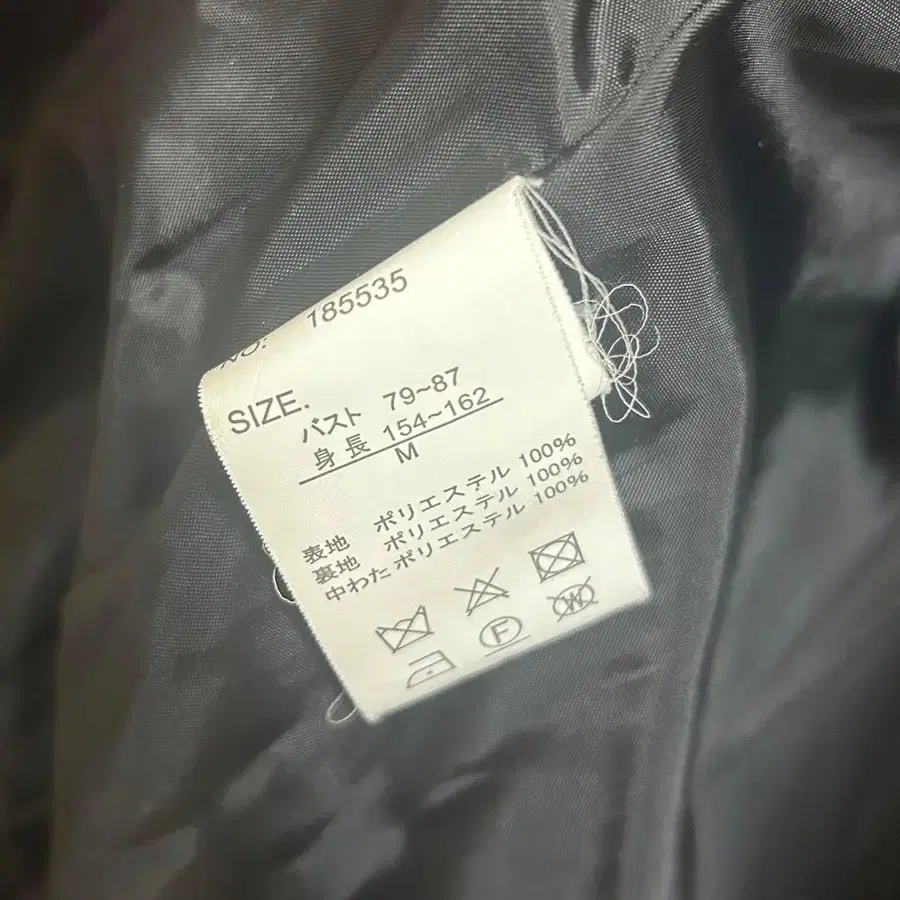 NO. 185535
SIZE.
バスト 79~87
身長 154~162
M
表地 ポリエステル 100%
裏地 ポリエステル 100%
中わた ポリエステル 100%
F W